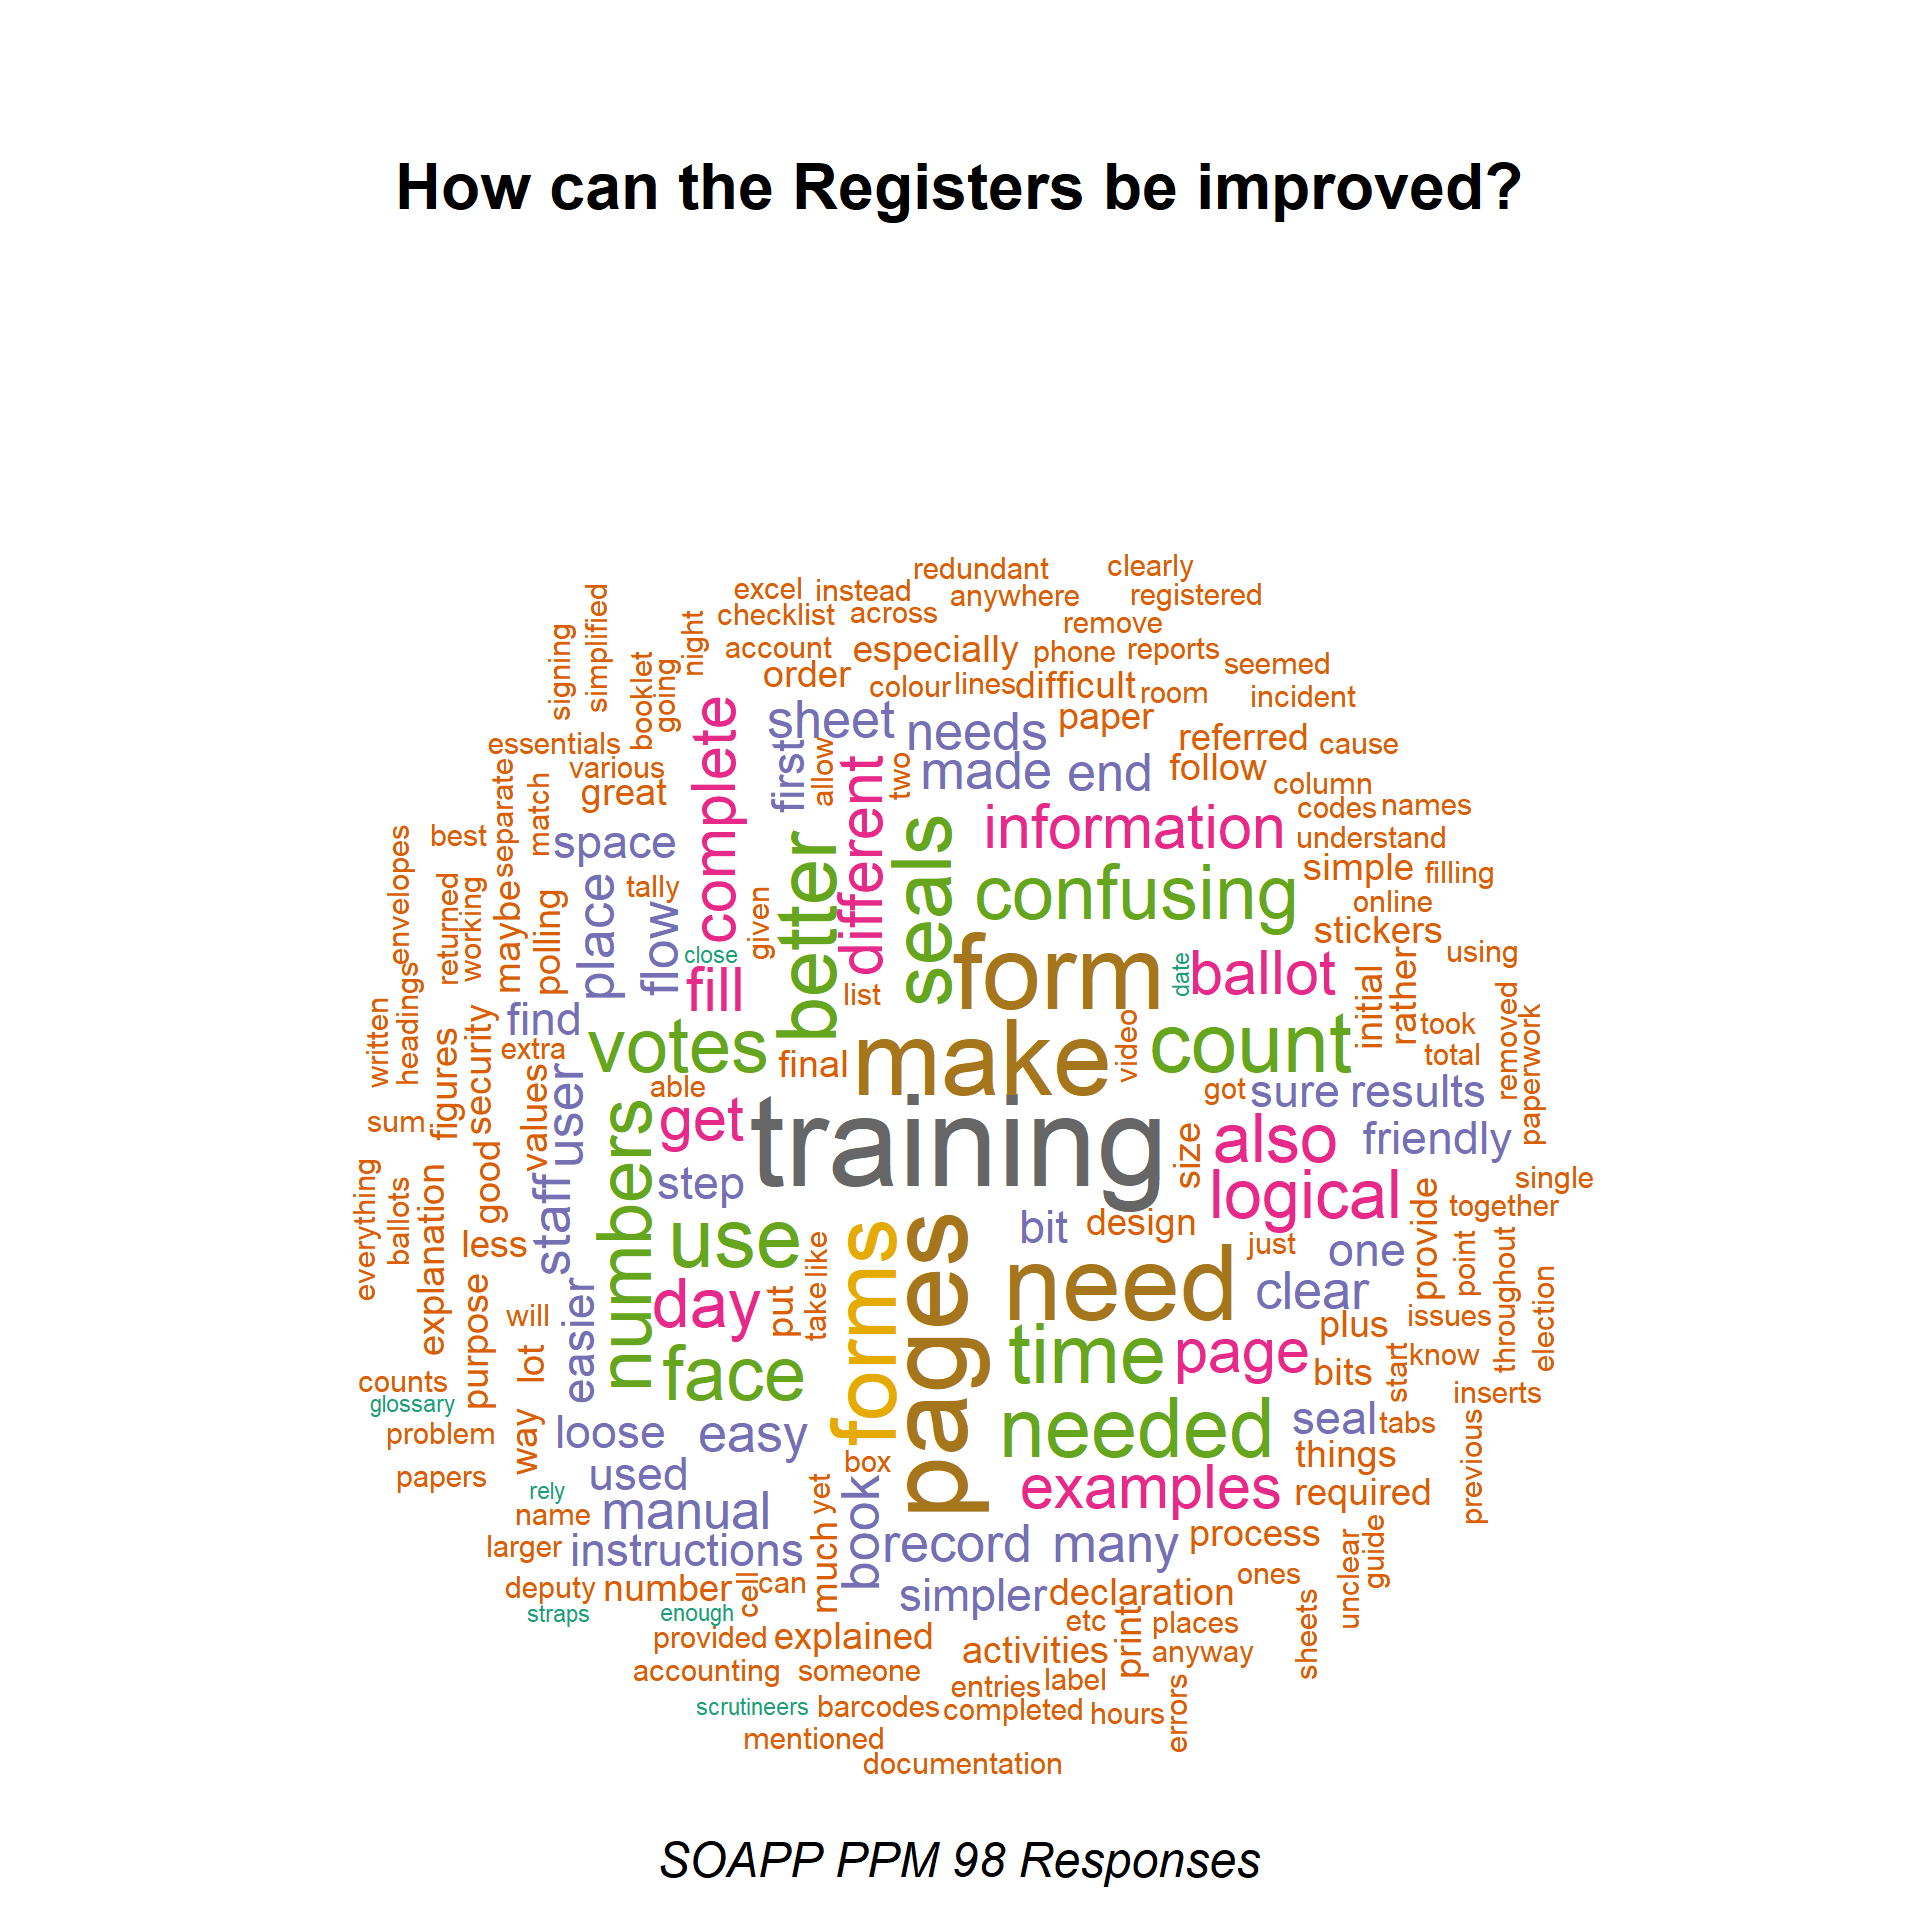 How can the Registers be improved?
redundant
clearly
excel
instead
anywhere
registered
checklist
across
remove
simplified
signing
night
account
especially
phone
reports
seemed
booklet
going
order
colour
lines
difficult
room
incident
complete
sheet
needs
paper
referred
cause
essentials
various
first
allow
different
two
made
end
follow
column
great
separate
match
codes
names
envelopes
best
space
better
seals
information
understand
confusing
simple
filling
returned
working
maybe
polling
place
tally
flow
given
online
stickers
close
fill
list
form
date
ballot
initial
rather
using
written
headings
figures
security
find
extra
votes
final
make
video
count
took
total
removed
paperwork
values
user
able
got
sure
results
sum
numbers
get
training
size
also
friendly
everything
ballots
explanation
good
staff
step
logical
provide
single
together
less
use
like
forms
pages
bit
design
just
one
point
throughout
purpose
will
easier
day
put
take
need
clear
issues
election
plus
lot
face
time
page
bits
start
know
counts
glossary
inserts
problem
way
loose
easy
needed
seal
tabs
previous
papers
used
box
things
rely
name
manual
yet
book
examples
required
larger
instructions
much
record
many
process
unclear
guide
deputy
number
cell
can
simpler
declaration
ones
straps
enough
etc
places
sheets
provided
explained
activities
print
anyway
accounting
someone
entries
label
errors
scrutineers
barcodes
completed
hours
mentioned
documentation
SOAPP PPM 98 Responses